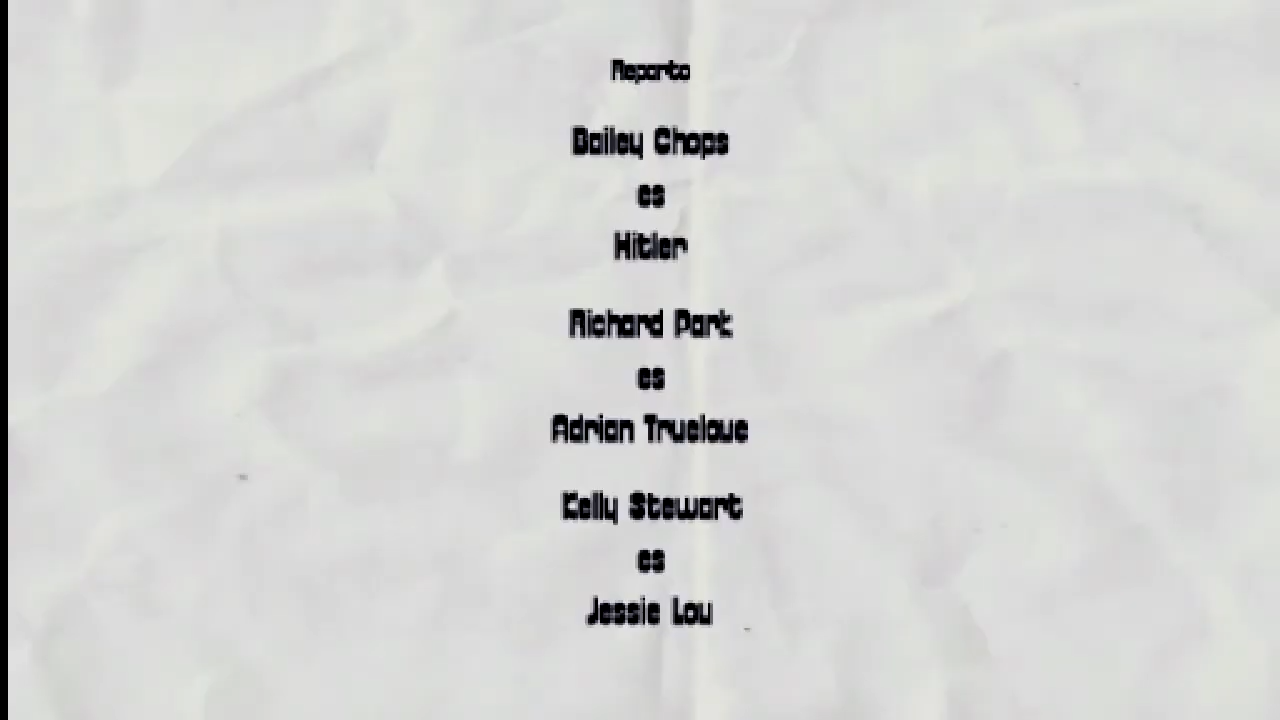 Reparto
Bailey Chops
es
Hitler
Richard Park
es
Adrian Truelove
Kelly Stewart
es
Jessie Lou